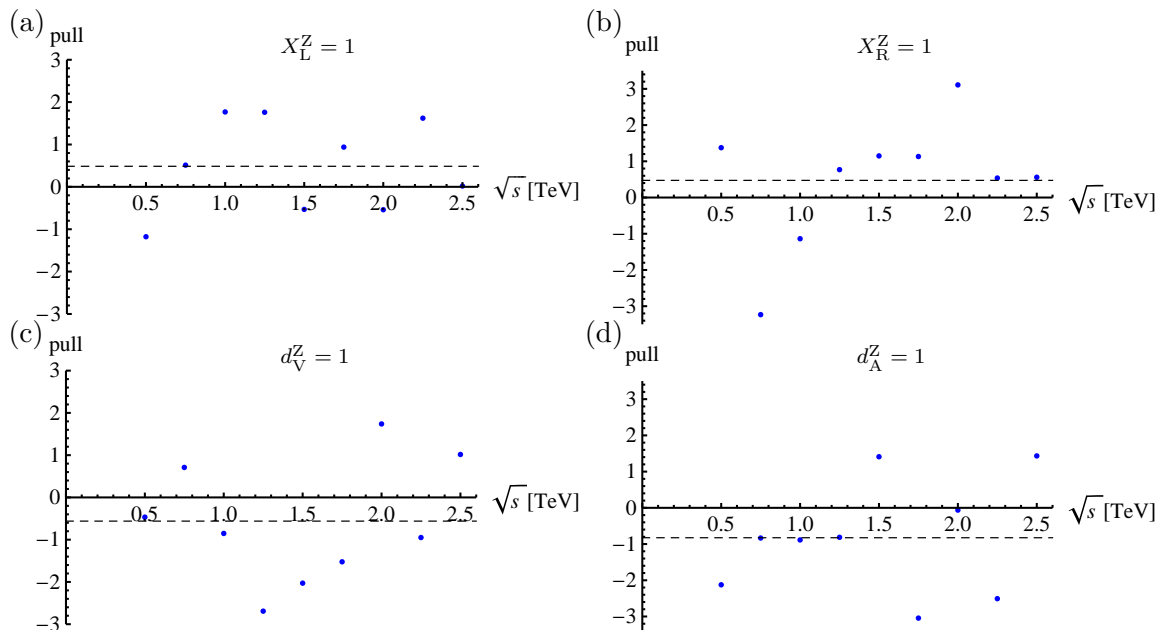 (a)
pull
X_L^Z = 1
3
2
1
0
−1
−2
−3
0.5 1.0 1.5 1.75 2.0 2.5
√s [TeV]
(b)
pull
X_R^Z = 1
3
2
1
0
−1
−2
−3
0.5 1.0 1.5 2.0 2.5
√s [TeV]
(c)
pull
d_V^Z = 1
3
2
1
0
−1
−2
−3
0.5 1.0 1.5 2.0 2.5
√s [TeV]
(d)
pull
d_A^Z = 1
3
2
1
0
−1
−2
−3
0.5 1.0 1.5 2.0 2.5
√s [TeV]